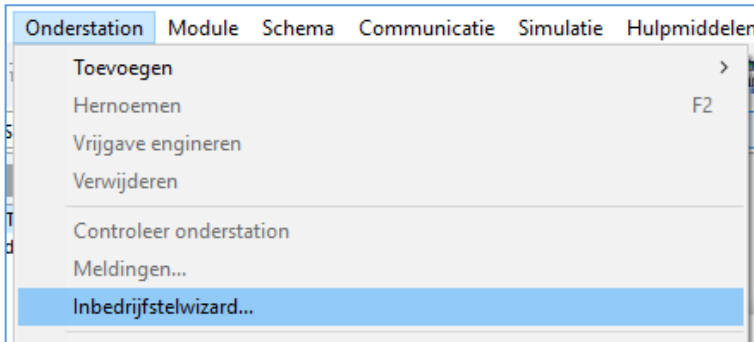 Onderstation Module Schema Communicatie Simulatie Hulpmiddelen
Toevoegen
Hernoemen F2
Vrijgave engineren
Verwijderen
Controleer onderstation
Meldingen...
Inbedrijfstelwizard...